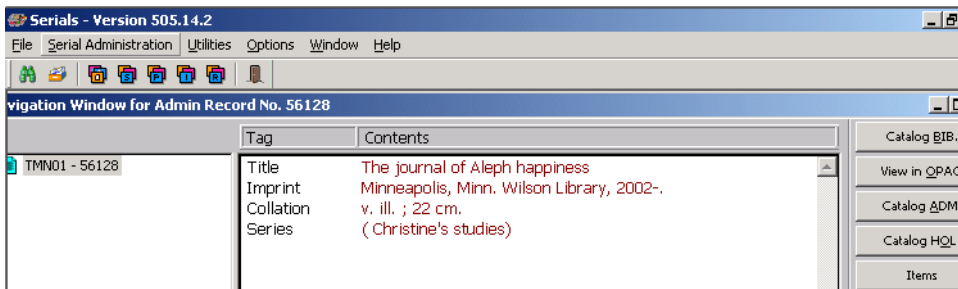 Serials - Version 505.14.2
File Serial Administration Utilities Options Window Help
O S P I R
vigation Window for Admin Record No. 56128
Tag Contents
Catalog BIB.
TMN01 - 56128
Title The journal of Aleph happiness
View in OPAC
Imprint Minneapolis, Minn. Wilson Library, 2002-.
Collation v. ill. ; 22 cm.
Catalog ADM
Series ( Christine's studies)
Catalog HOL
Items